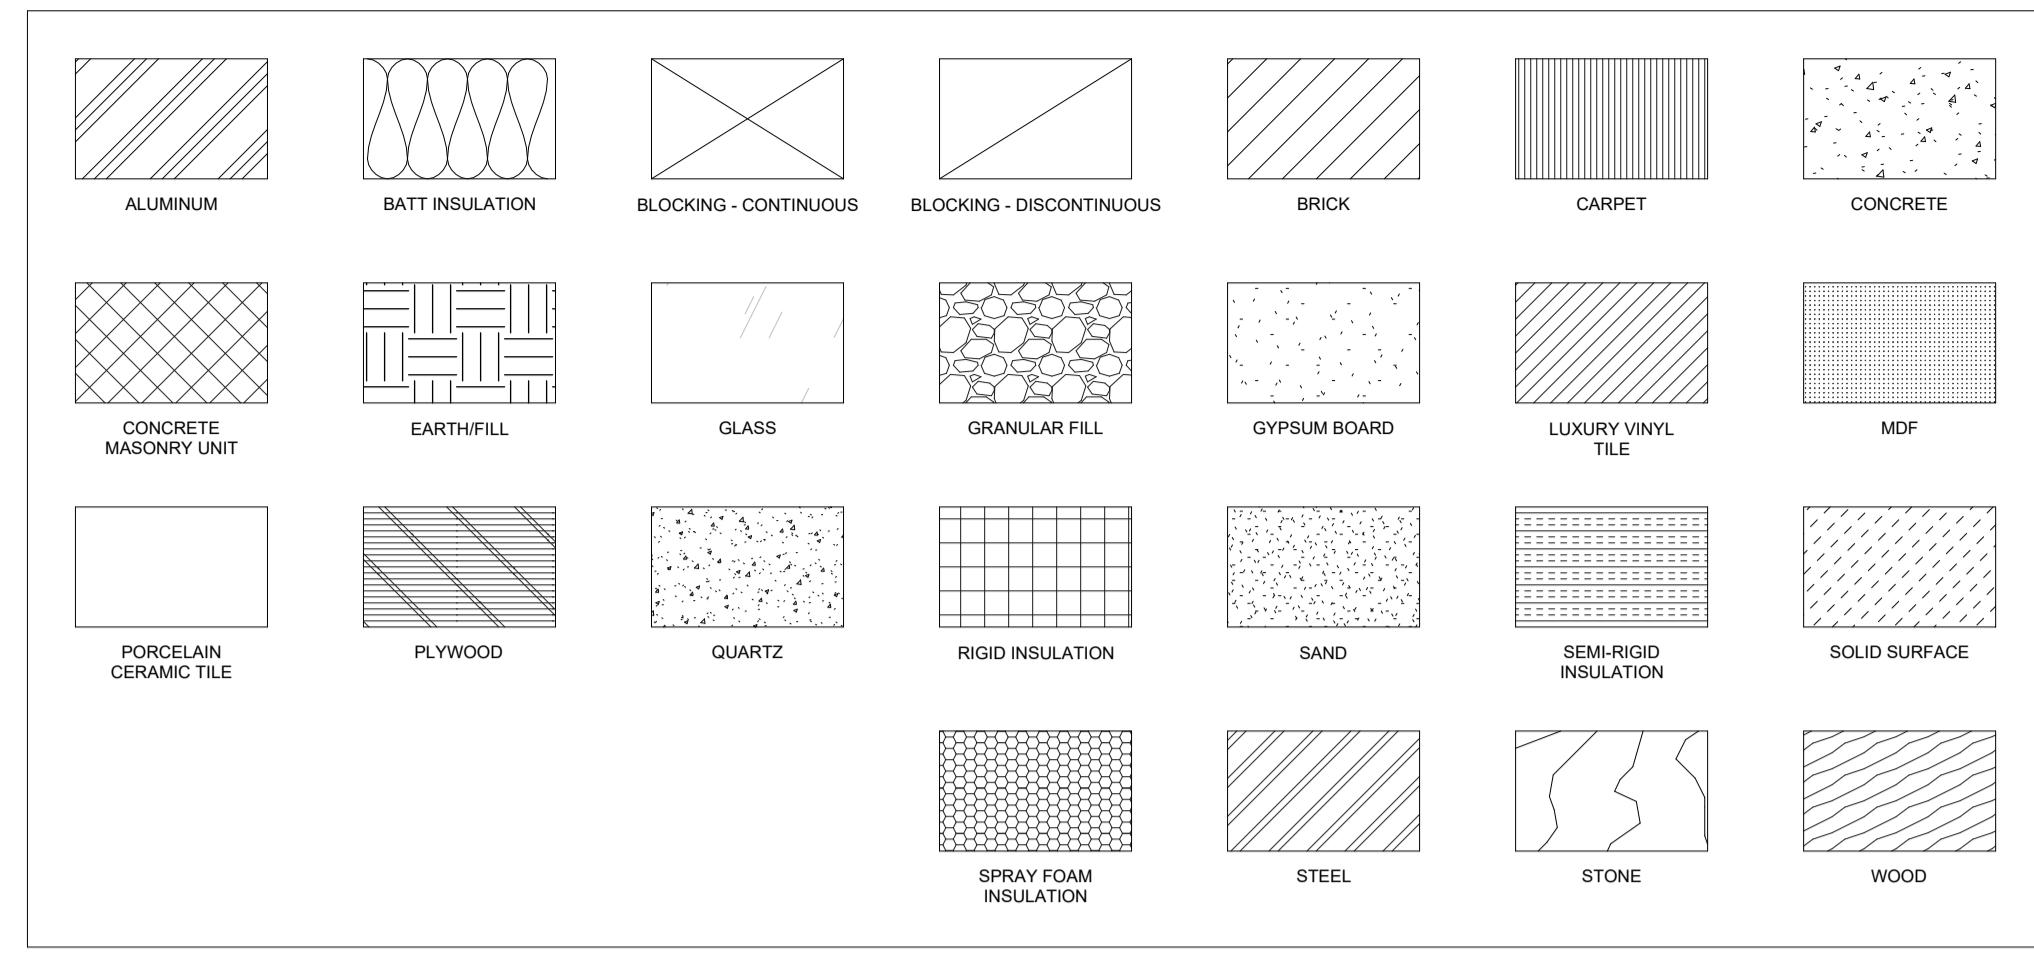 ALUMINUM
BATT INSULATION
BLOCKING - CONTINUOUS
BLOCKING - DISCONTINUOUS
BRICK
CARPET
CONCRETE
CONCRETE
MASONRY UNIT
EARTH/FILL
GLASS
GRANULAR FILL
GYPSUM BOARD
LUXURY VINYL
TILE
MDF
PORCELAIN
CERAMIC TILE
PLYWOOD
QUARTZ
RIGID INSULATION
SAND
SEMI-RIGID
INSULATION
SOLID SURFACE
SPRAY FOAM
INSULATION
STEEL
STONE
WOOD